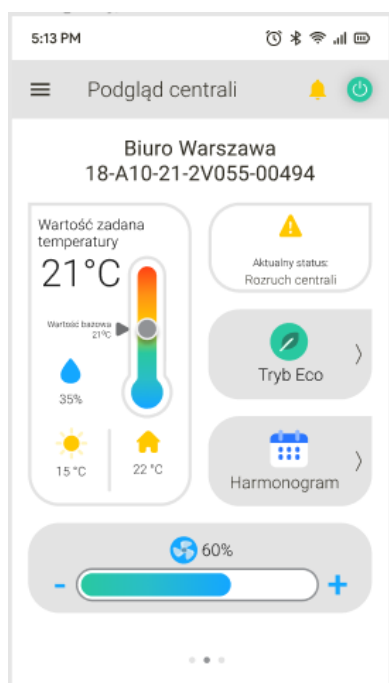 5:13 PM
Podgląd centrali
Biuro Warszawa
18-A10-21-2V055-00494
Wartość zadana
temperatury
21°C
Wartość bazowa
21°C
35%
15 °C
22 °C
Aktualny status:
Rozruch centrali
Tryb Eco
Harmonogram
60%
- +